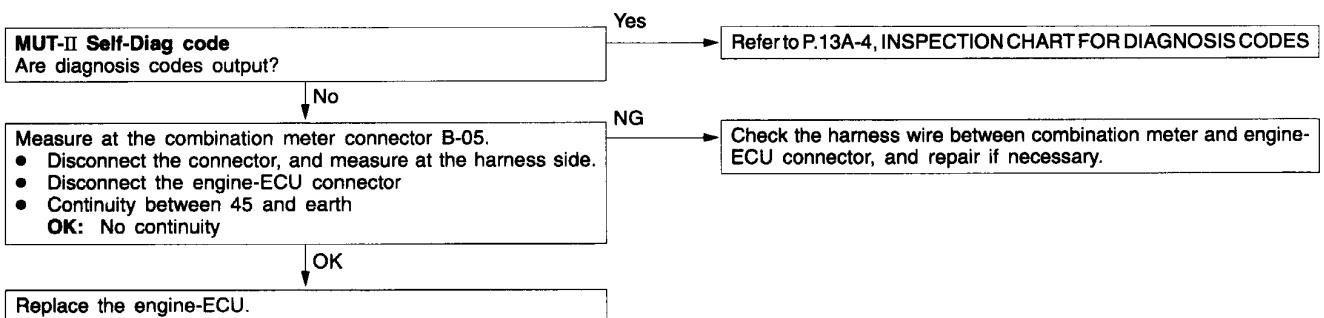 MUT-II Self-Diag code
Are diagnosis codes output?
Yes
Refer to P.13A-4, INSPECTION CHART FOR DIAGNOSIS CODES
No
Measure at the combination meter connector B-05.
● Disconnect the connector, and measure at the harness side.
● Disconnect the engine-ECU connector
● Continuity between 45 and earth
OK: No continuity
NG
Check the harness wire between combination meter and engine-
ECU connector, and repair if necessary.
OK
Replace the engine-ECU.